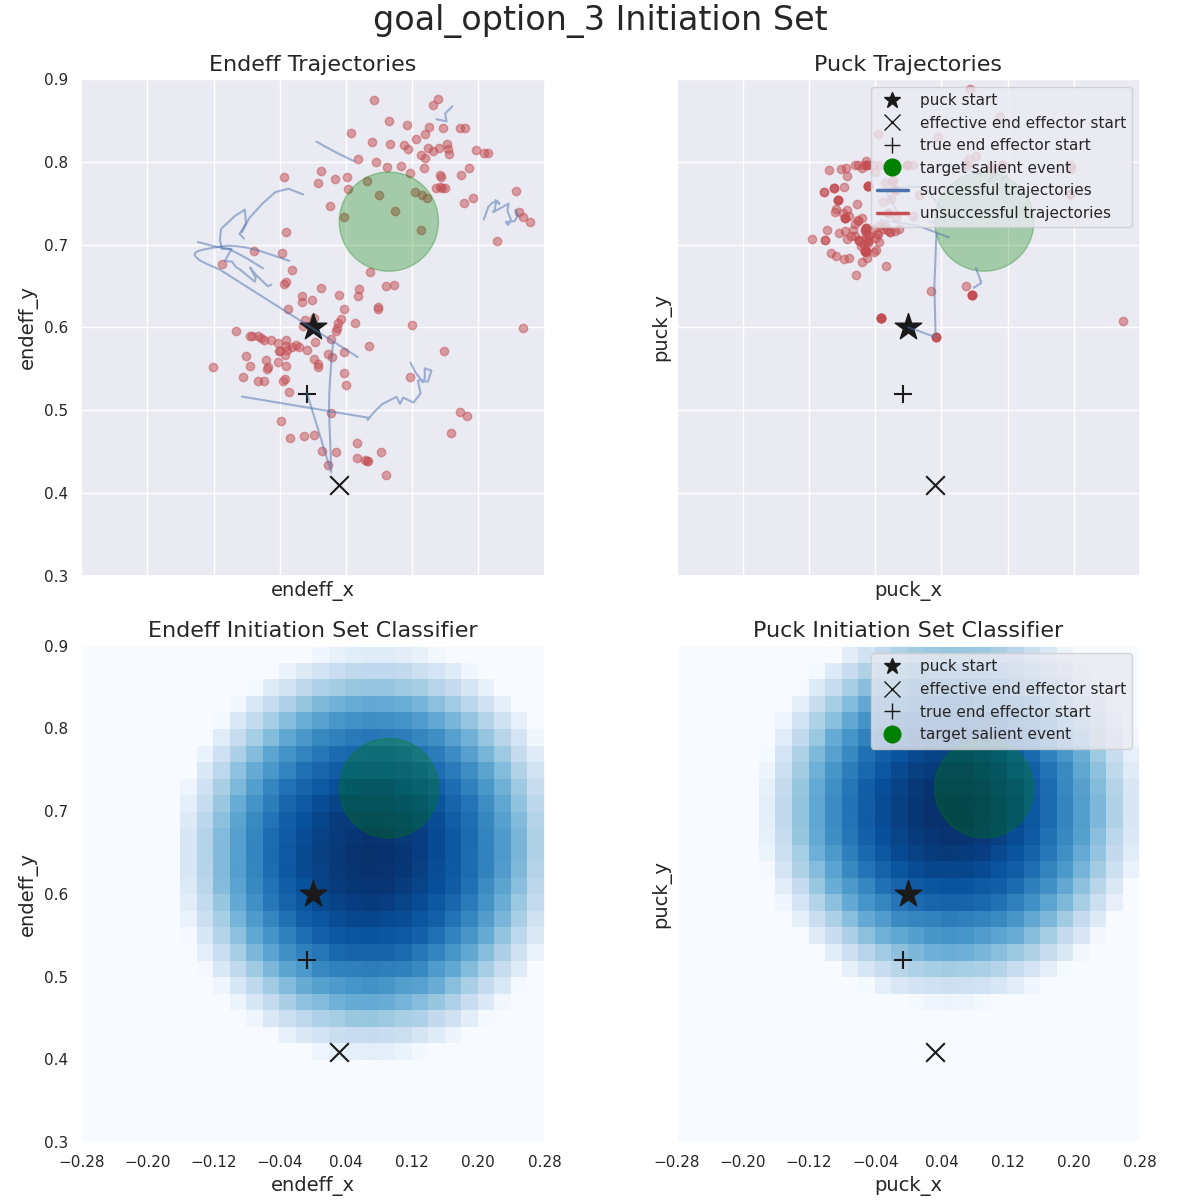 goal_option_3 Initiation Set
Endeff Trajectories
0.9
0.8
0.7
0.6
0.5
0.4
0.3
endeff_y
endeff_x
Puck Trajectories
puck start
effective end effector start
true end effector start
target salient event
successful trajectories
unsuccessful trajectories
puck_y
puck_x
Endeff Initiation Set Classifier
0.9
0.8
0.7
0.6
0.5
0.4
0.3
endeff_y
−0.28 −0.20 −0.12 −0.04 0.04 0.12 0.20 0.28
endeff_x
Puck Initiation Set Classifier
puck start
effective end effector start
true end effector start
target salient event
puck_y
−0.28 −0.20 −0.12 −0.04 0.04 0.12 0.20 0.28
puck_x